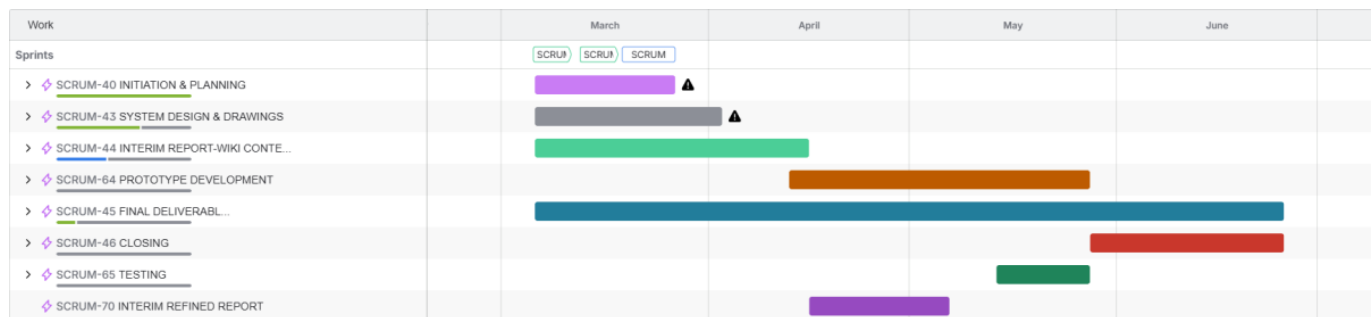 Work March April May June
Sprints SCRUM SCRUM SCRUM
SCRUM-40 INITIATION & PLANNING
SCRUM-43 SYSTEM DESIGN & DRAWINGS
SCRUM-44 INTERIM REPORT-WIKI CONTE...
SCRUM-64 PROTOTYPE DEVELOPMENT
SCRUM-45 FINAL DELIVERABL...
SCRUM-46 CLOSING
SCRUM-65 TESTING
SCRUM-70 INTERIM REFINED REPORT